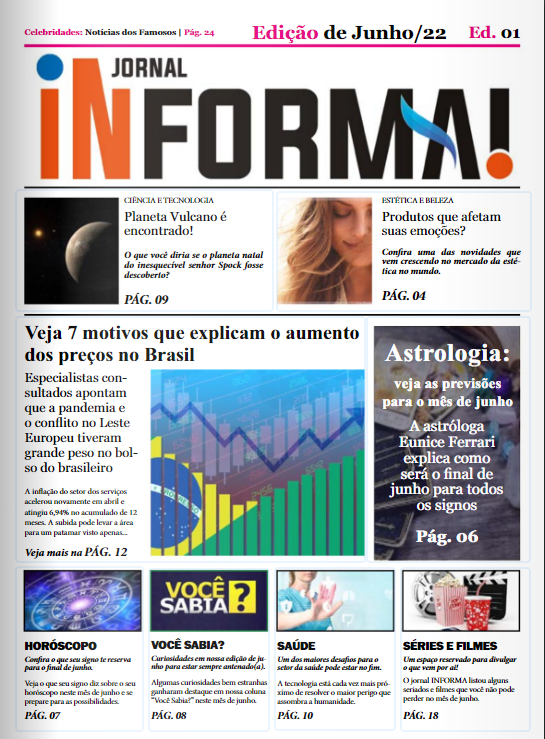 Celebridades: Notícias dos Famosos | Pág. 24
Edição de Junho/22 Ed. 01
JORNAL
iNFORMA!
CIÊNCIA E TECNOLOGIA
Planeta Vulcano é
encontrado!
O que você diria se o planeta natal
do inesquecível senhor Spock fosse
descoberto?
PÁG. 09
ESTÉTICA E BELEZA
Produtos que afetam
suas emoções?
Confira uma das novidades que
vem crescendo no mercado da esté-
tica no mundo.
PÁG. 04
Veja 7 motivos que explicam o aumento
dos preços no Brasil
Especialistas con-
sultados apontam
que a pandemia e
o conflito no Leste
Europeu tiveram
grande peso no bol-
so do brasileiro
A inflação do setor dos serviços
acelerou novamente em abril e
atingiu 6,94% no acumulado de 12
meses. A subida pode levar a área
para um patamar visto apenas...
Veja mais na PÁG. 12
Astrologia:
veja as previsões
para o mês de junho
A astróloga
Eunice Ferrari
explica como
será o final de
junho para todos
os signos
Pág. 06
HORÓSCOPO
Confira o que seu signo te reserva
para o final de junho.
Veja o que seu signo diz sobre o seu
horóscopo neste mês de junho e se
prepare para as possibilidades.
PÁG. 07
VOCÊ
SABIA?
VOCÊ SABIA?
Curiosidades em nossa edição de ju-
nho para estar sempre antenado(a).
Algumas curiosidades bem estranhas
ganharam destaque em nossa coluna
"Você Sabia?" neste mês de junho.
PÁG. 08
SAÚDE
Um dos maiores desafios para o
setor da saúde pode estar no fim.
A tecnologia está cada vez mais pró-
ximo de resolver o maior perigo que
assombra a humanidade.
PÁG. 10
SÉRIES E FILMES
Um espaço reservado para divulgar
o que vem por aí!
O jornal INFORMA listou alguns
seriados e filmes que você não pode
perder no mês de junho.
PÁG. 18